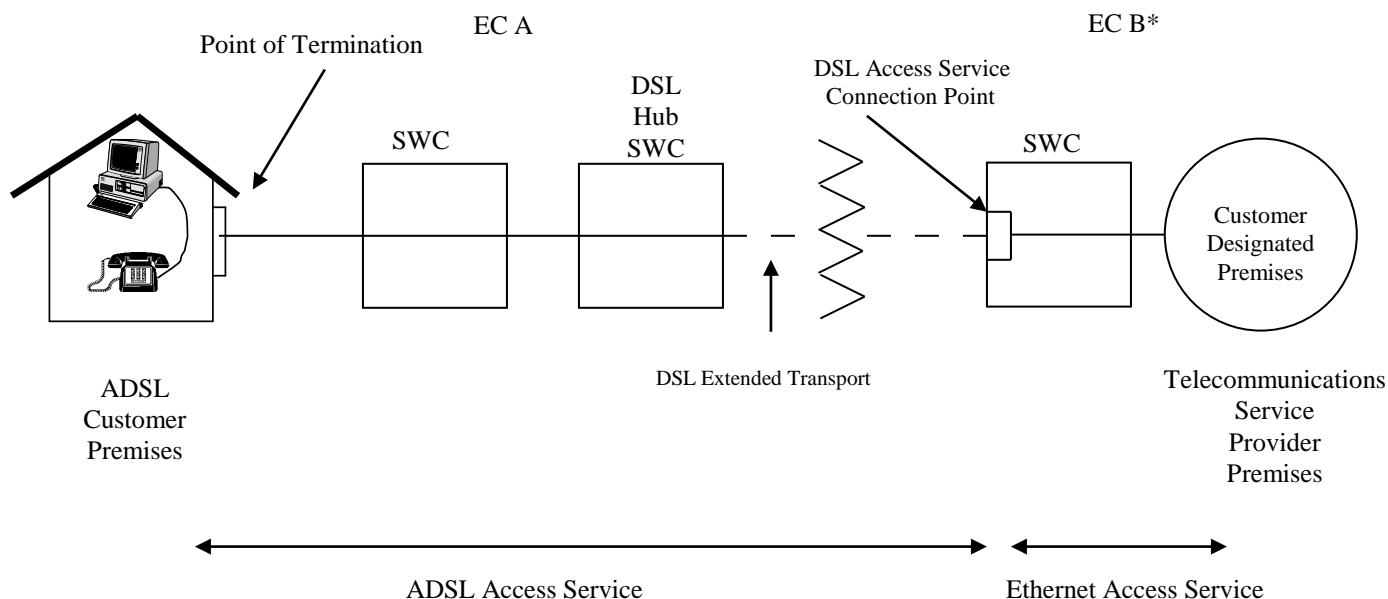 EC A
EC B*
Point of Termination
DSL Access Service
Connection Point
DSL
Hub
SWC
SWC
SWC
Customer
Designated
Premises
DSL Extended Transport
ADSL
Customer
Premises
Telecommunications
Service
Provider
Premises
ADSL Access Service
Ethernet Access Service